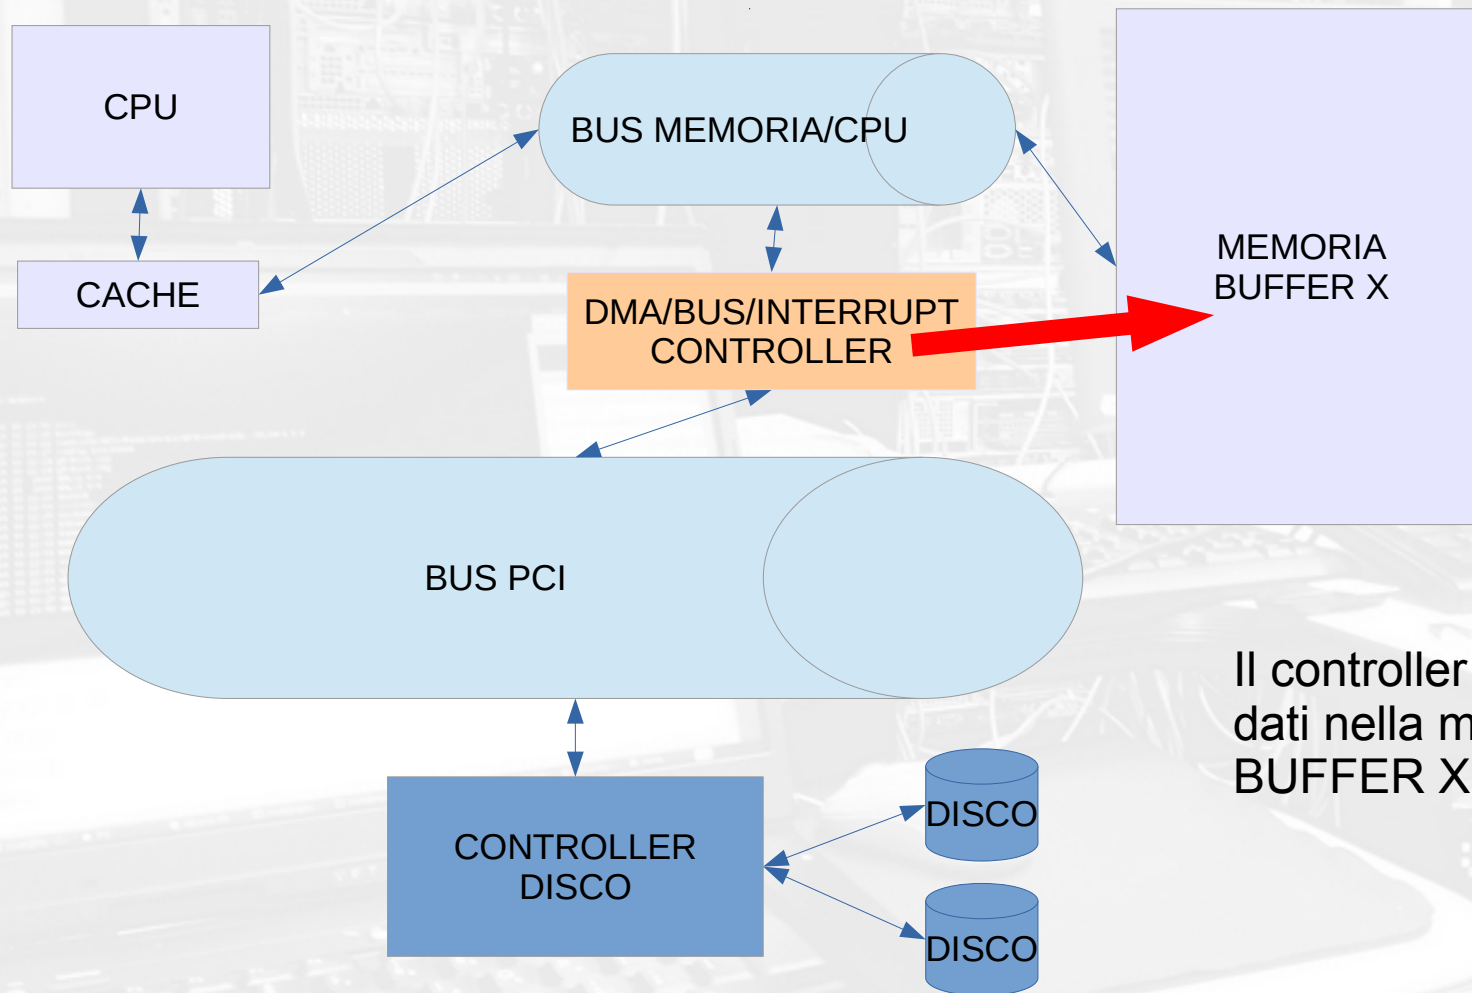 CPU
BUS MEMORIA/CPU
MEMORIA
BUFFER X
CACHE
DMA/BUS/INTERRUPT
CONTROLLER
BUS PCI
Il controller
dati nella
BUFFER X
CONTROLLER
DISCO
DISCO
DISCO